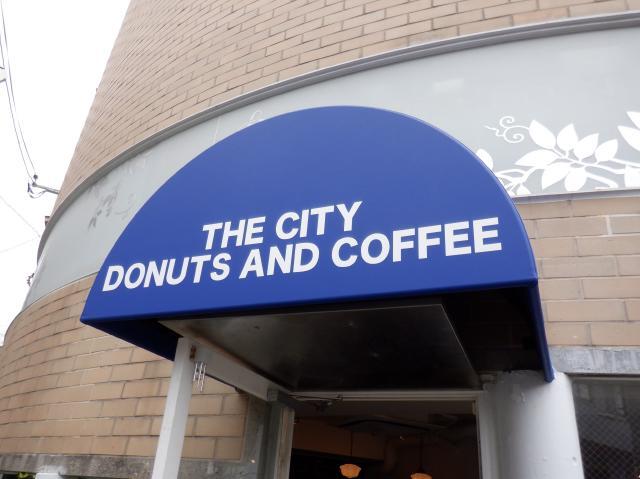 THE CITY
DONUTS AND COFFEE